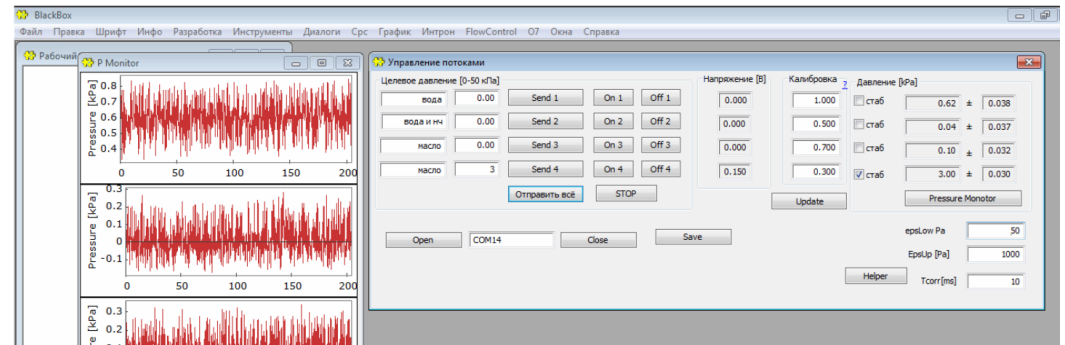 BlackBox
Файл Правка Шрифт Инфо Разработка Инструменты Диалоги Сpc График Интрон FlowControl О7 Окна Справка
Рабочий
P Monitor
Pressure [kPa]
0.8
0.7
0.6
0.5
0.4
0 50 100 150 200
Pressure [kPa]
0.3
0.2
0.1
0
-0.1
0 50 100 150 200
[kPa]
0.3
0.2
Управление потоками
Целевое давление [0-50 кПа] Напряжение [В] Калибровка ? Давление [kPa]
вода 0.00 Send 1 On 1 Off 1 0.000 1.000 стаб 0.62 ± 0.038
вода и нч 0.00 Send 2 On 2 Off 2 0.000 0.500 стаб 0.04 ± 0.037
масло 0.00 Send 3 On 3 Off 3 0.000 0.700 стаб 0.10 ± 0.032
масло 3 Send 4 On 4 Off 4 0.150 0.300 стаб 3.00 ± 0.030
Отправить всё STOP Update Pressure Monotor
Open COM14 Close Save
epsLow Pa 50
EpsUp [Pa] 1000
Helper Tcorr[ms] 10